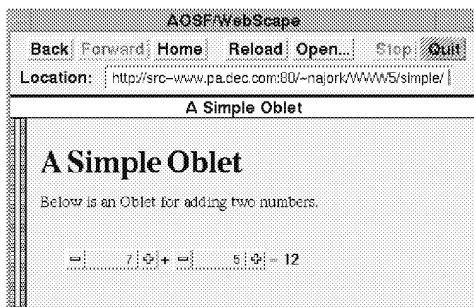 AOSF/WebScape
Back Forward Home Reload Open... Stop Quit
Location: http://src-www.pa.dec.com:80/~najork/WWW5/simple/
A Simple Oblet
A Simple Oblet
Below is an Oblet for adding two numbers.
7 + 5 = 12